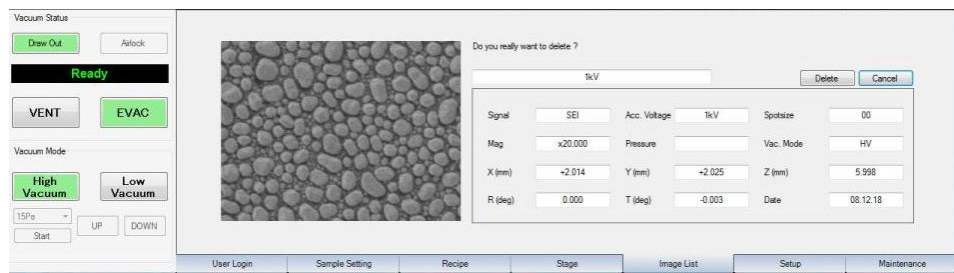 Vacuum Status
Draw Out
Airlock
Ready
VENT
EVAC
Vacuum Mode
High Vacuum
Low Vacuum
15Pa
Start
UP
DOWN
Do you really want to delete ?
1kV
Delete
Cancel
Signal SEI Acc. Voltage 1kV Spotsize 00
Mag x20.000 Pressure Vac. Mode HV
X (mm) +2.014 Y (mm) +2.025 Z (mm) 5.998
R (deg) 0.000 T (deg) -0.003 Date 08.12.18
User Login Sample Setting Recipe Stage Image List Setup Maintenance